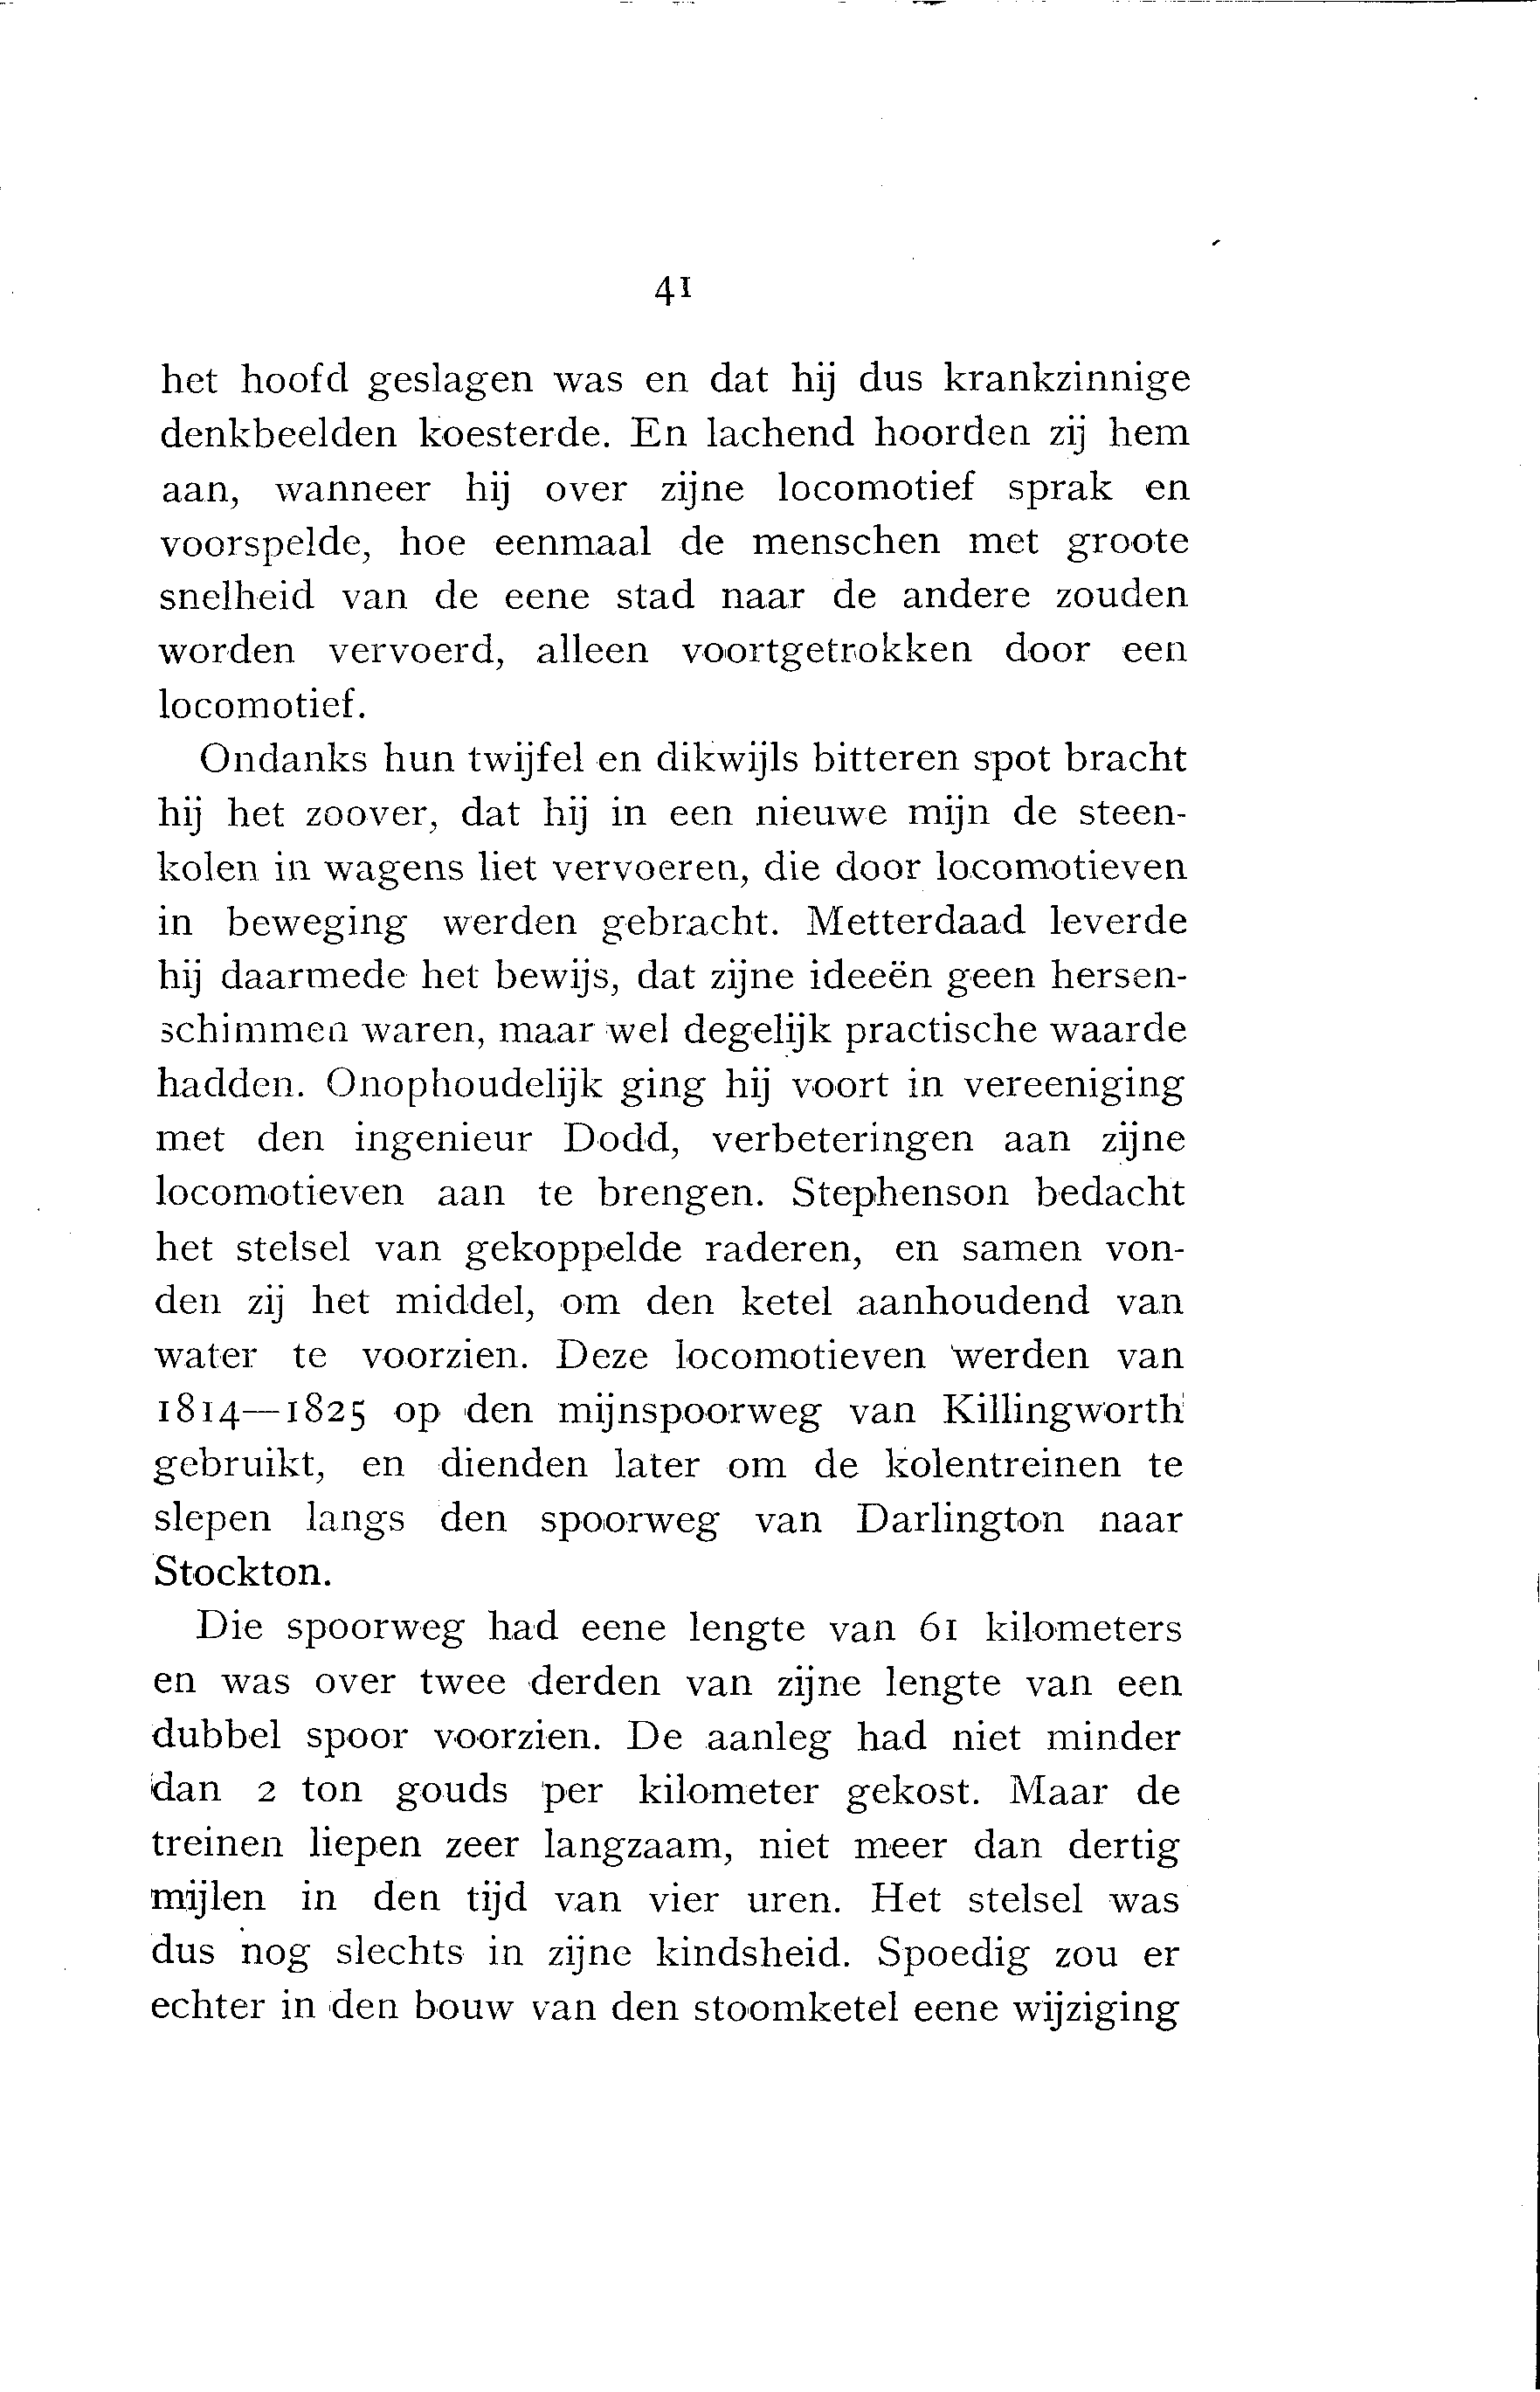 41
het hoofd geslagen was en dat hij dus krankzinnige
denkbeelden koesterde. En lachend hoorden zij hem
aan, wanneer hij over zijne locomotief sprak en
voorspelde, hoe eenmaal de menschen met groote
snelheid van de eene stad naar de andere zouden
worden vervoerd, alleen voortgetrokken door een
locomotief.
Ondanks hun twijfel en dikwijls bitteren spot bracht
hij het zoover, dat hij in een nieuwe mijn de steen-
kolen in wagens liet vervoeren, die door locomotieven
in beweging werden gebracht. Metterdaad leverde
hij daarmede het bewijs, dat zijne ideeën geen hersen-
schimmen waren, maar wel degelijk practische waarde
hadden. Onophoudelijk ging hij voort in vereeniging
met den ingenieur Dodd, verbeteringen aan zijne
locomotieven aan te brengen. Stephenson bedacht
het stelsel van gekoppelde raderen, en samen von-
den zij het middel, om den ketel aanhoudend van
water te voorzien. Deze locomotieven werden van
1814—1825 op den mijnspoorweg van Killingworth
gebruikt, en dienden later om de kolentreinen te
slepen langs den spoorweg van Darlington naar
Stockton.
Die spoorweg had eene lengte van 61 kilometers
en was over twee derden van zijne lengte van een
dubbel spoor voorzien. De aanleg had niet minder
dan 2 ton gouds per kilometer gekost. Maar de
treinen liepen zeer langzaam, niet meer dan dertig
mijlen in den tijd van vier uren. Het stelsel was
dus nog slechts in zijne kindsheid. Spoedig zou er
echter in den bouw van den stoomketel eene wijziging